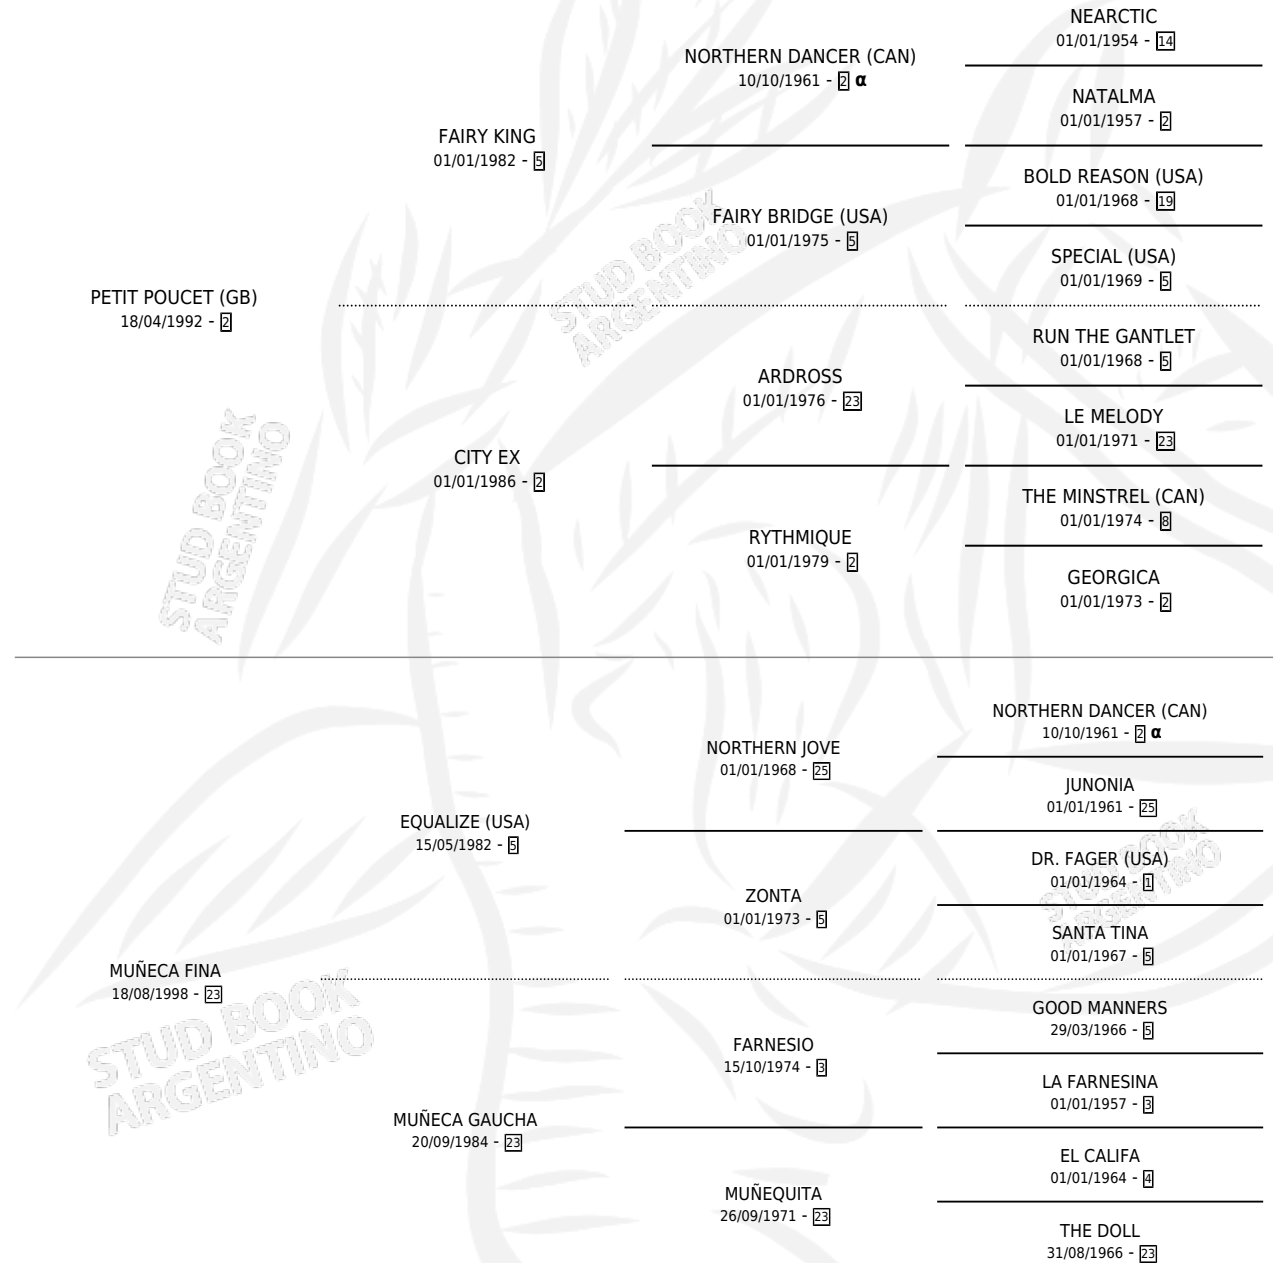 NEARCTIC
01/01/1954 - 14
NORTHERN DANCER (CAN)
10/10/1961 - 2 α
NATALMA
01/01/1957 - 2
FAIRY KING
01/01/1982 - 5
BOLD REASON (USA)
01/01/1968 - 19
FAIRY BRIDGE (USA)
01/01/1975 - 5
SPECIAL (USA)
01/01/1969 - 5
STUD BOOK
ARGENTINO
PETIT POUCET (GB)
18/04/1992 - 2
RUN THE GANTLET
01/01/1968 - 5
ARDROSS
01/01/1976 - 23
LE MELODY
01/01/1971 - 23
CITY EX
01/01/1986 - 2
THE MINSTREL (CAN)
01/01/1974 - 8
RYTHMIQUE
01/01/1979 - 2
GEORGICA
01/01/1973 - 2
STUD BOOK
ARGENTINO
NORTHERN DANCER (CAN)
10/10/1961 - 2 α
NORTHERN JOVE
01/01/1968 - 25
JUNONIA
01/01/1961 - 25
EQUALIZE (USA)
15/05/1982 - 5
DR. FAGER (USA)
01/01/1964 - 1
ZONTA
01/01/1973 - 5
SANTA TINA
01/01/1967 - 5
STUD BOOK
ARGENTINO
MUÑECA FINA
18/08/1998 - 23
GOOD MANNERS
29/03/1966 - 5
FARNESIO
15/10/1974 - 3
LA FARNESINA
01/01/1957 - 3
MUÑECA GAUCHA
20/09/1984 - 23
EL CALIFA
01/01/1964 - 4
MUÑEQUITA
26/09/1971 - 23
THE DOLL
31/08/1966 - 23
STUD BOOK
ARGENTINO